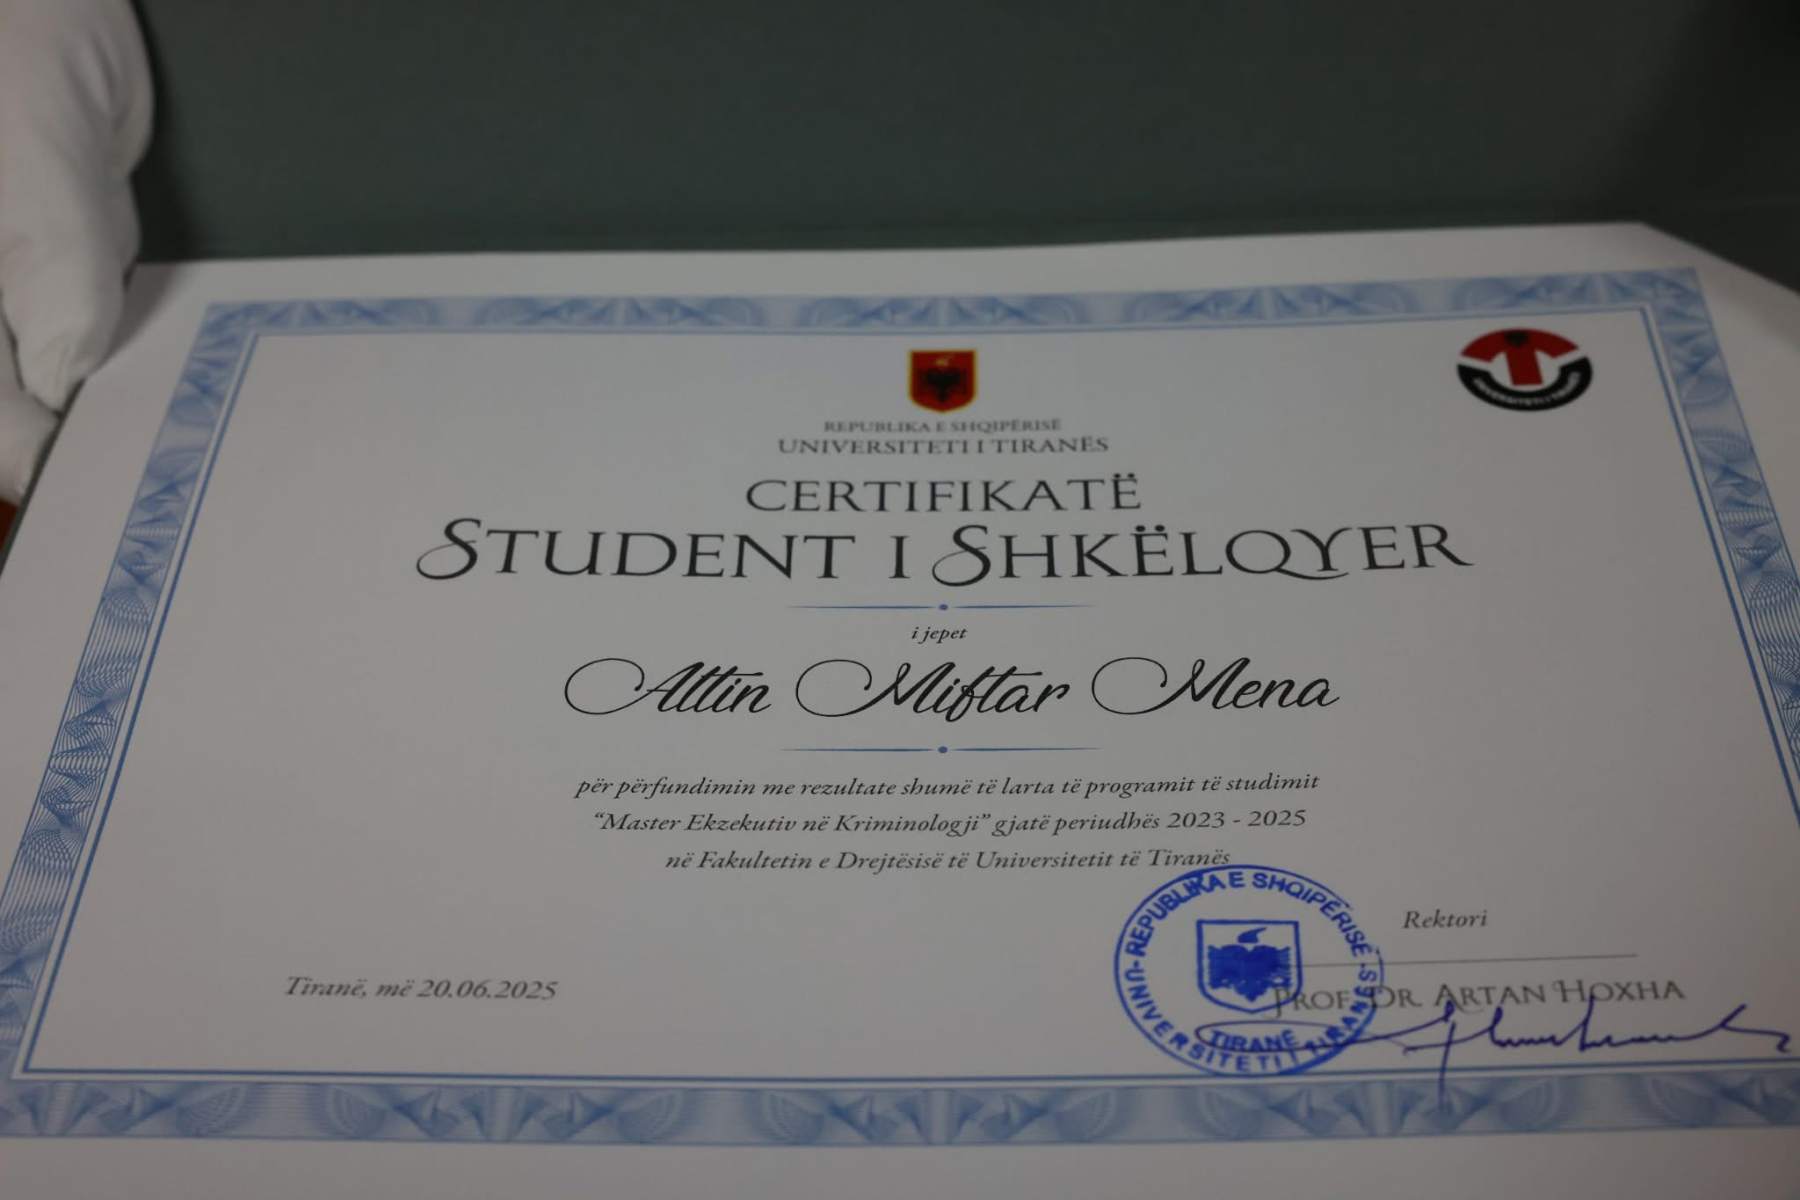 REPUBLIKA E SHQIPËRISË
UNIVERSITETI I TIRANËS
CERTIFIKATË
STUDENT I SHKËLQYER
i jepet
Altin Miftar Mena
për përfundimin me rezultate shumë të larta të programit të studimit
“Master Ekzekutiv në Kriminologji” gjatë periudhës 2023 - 2025
në Fakultetin e Drejtësisë të Universitetit të Tiranës
Rektori
PROF. DR. ARTAN HOXHA
Tiranë, më 20.06.2025
REPUBLIKA E SHQIPËRISË
UNIVERSITETI I TIRANËS
TIRANË